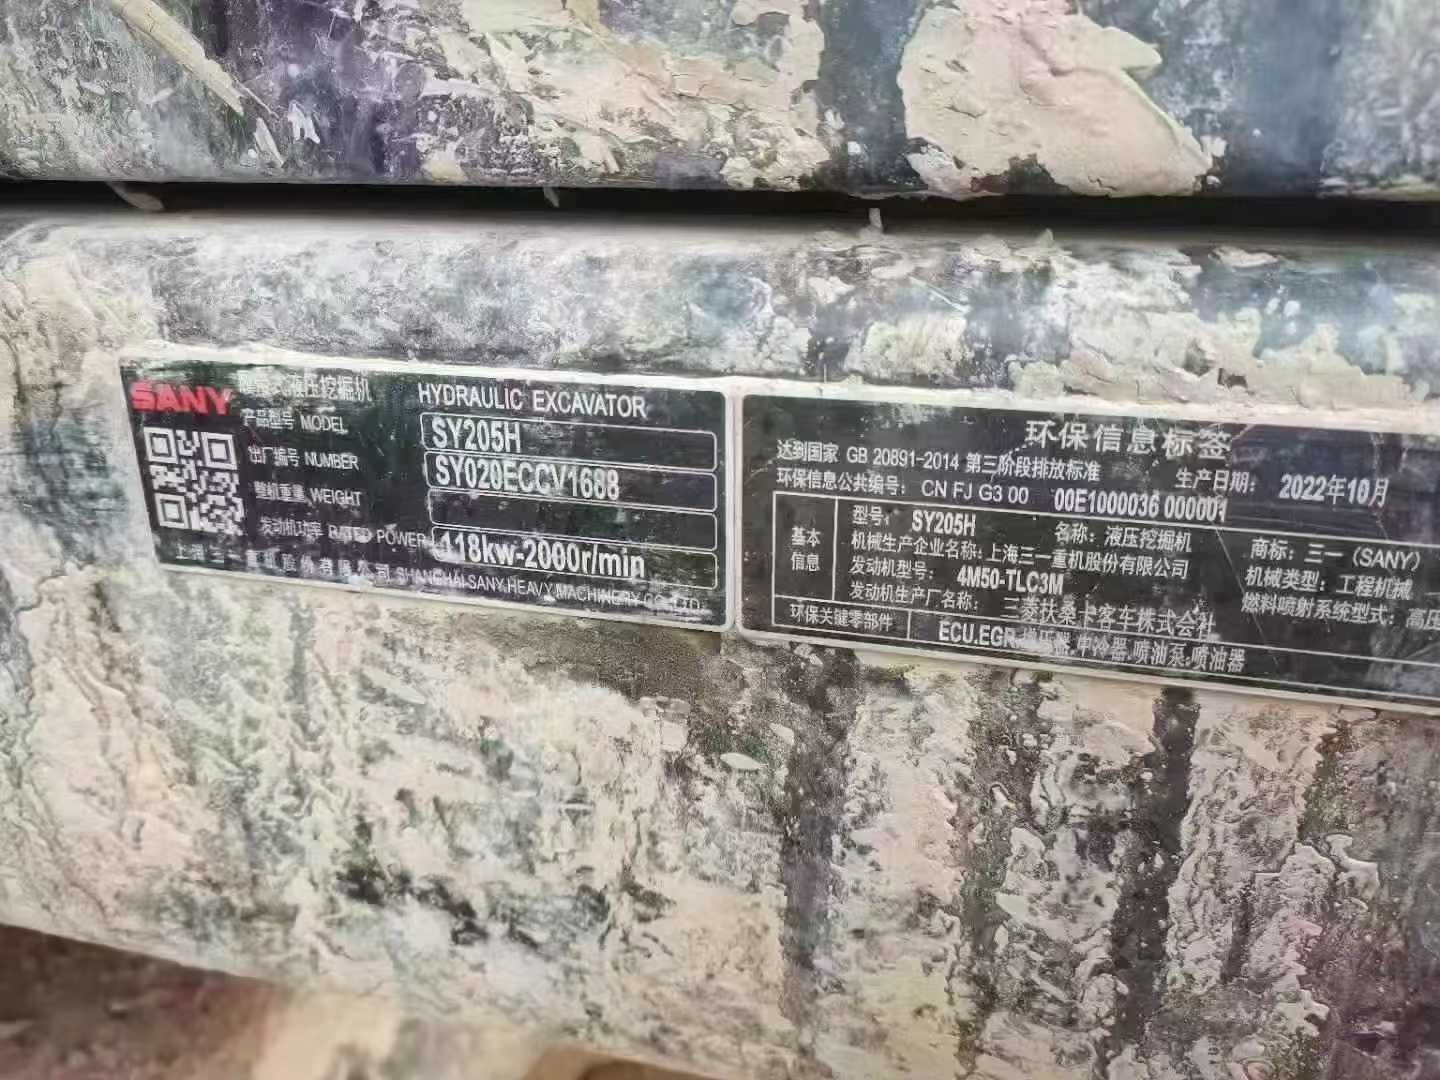 SANY 履带式液压挖掘机 HYDRAULIC EXCAVATOR
产品型号 MODEL SY205H
出厂编号 NUMBER SY020ECCV1688
整机重量 WEIGHT
发动机功率 RATED POWER 118kw-2000r/min
上海三一重机股份有限公司 SHANGHAI SANY HEAVY MACHINERY CO.,LTD.
环保信息标签
达到国家 GB 20891-2014 第三阶段排放标准 生产日期: 2022年10月
环保信息公共编号: CN FJ G3 00 00E1000036 000001
基本信息
型号: SY205H 名称: 液压挖掘机 商标: 三一 (SANY)
机械生产企业名称: 上海三一重机股份有限公司 机械类型: 工程机械
发动机型号: 4M50-TLC3M 燃料喷射系统型式: 高压
发动机生产厂名称: 三菱扶桑卡客车株式会社
环保关键零部件 ECU.EGR.增压器.中冷器.喷油泵.喷油器